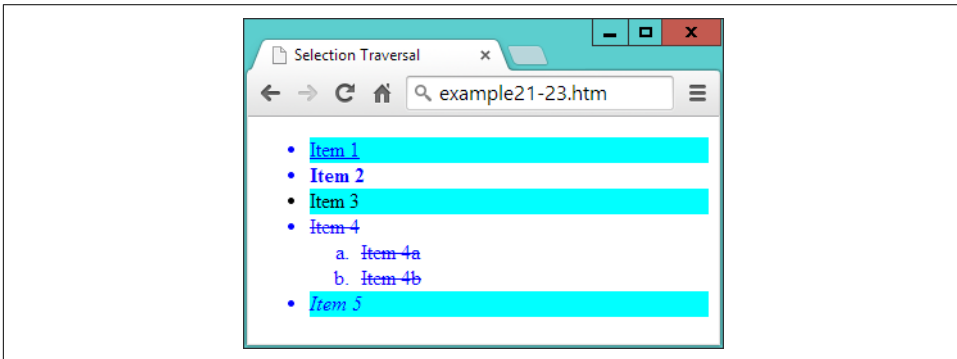 Selection Traversal
example21-23.htm
• Item 1
• Item 2
• Item 3
• Item 4
a. Item 4a
b. Item 4b
• Item 5